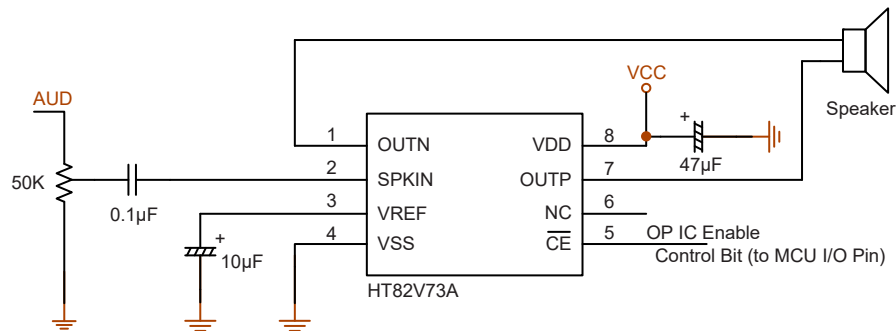 VCC
Speaker
AUD
+
47µF
1
OUTN
VDD
8
50K
0.1µF
2
SPKIN
OUTP
7
3
VREF
NC
6
+
10µF
4
VSS
CE
5
OP IC Enable
Control Bit (to MCU I/O Pin)
HT82V73A